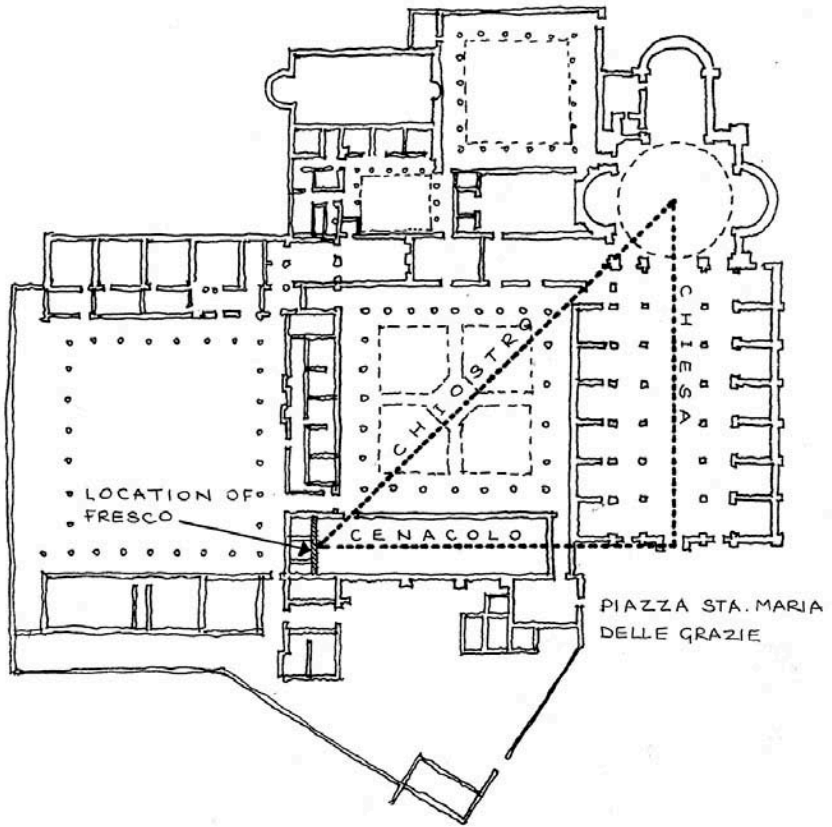 CHIESA
CHIOSTRO
LOCATION OF
FRESCO
CENACOLO
PIAZZA STA. MARIA
DELLE GRAZIE